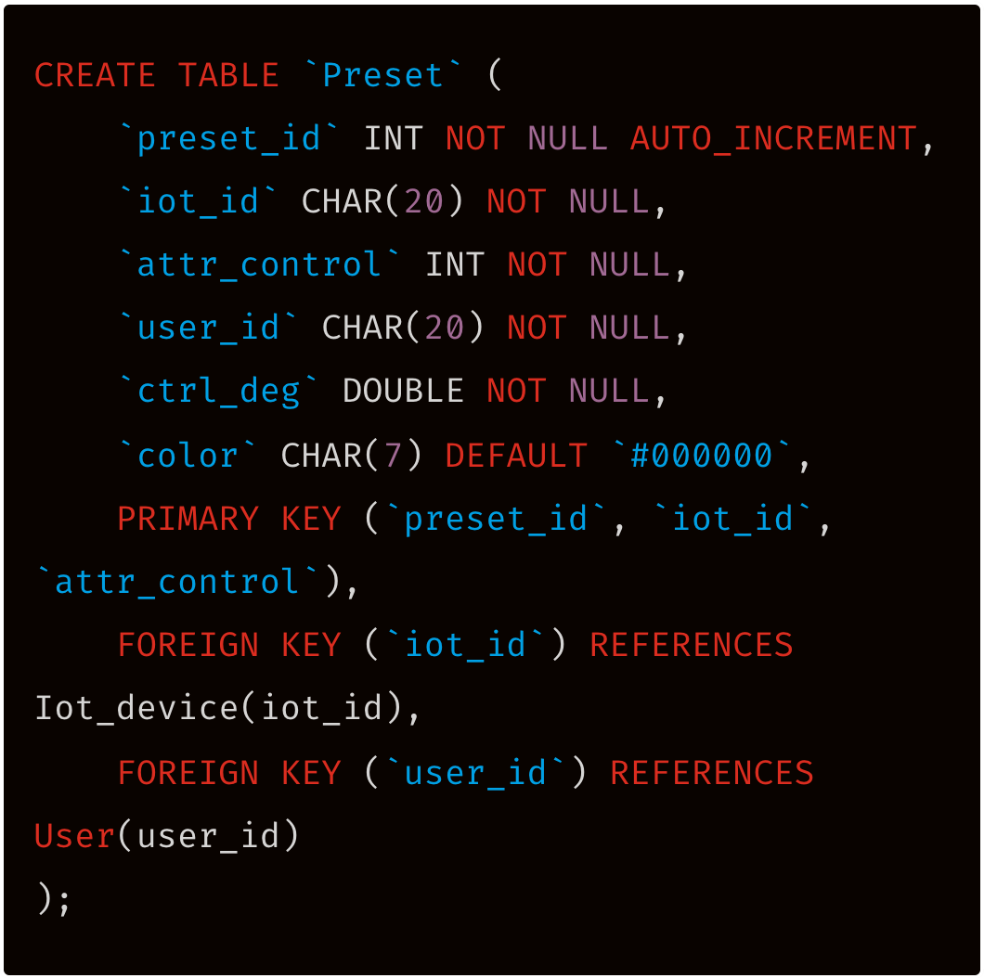 CREATE TABLE `Preset` (
    `preset_id` INT NOT NULL AUTO_INCREMENT,
    `iot_id` CHAR(20) NOT NULL,
    `attr_control` INT NOT NULL,
    `user_id` CHAR(20) NOT NULL,
    `ctrl_deg` DOUBLE NOT NULL,
    `color` CHAR(7) DEFAULT `#000000`,
    PRIMARY KEY (`preset_id`, `iot_id`,
`attr_control`),
    FOREIGN KEY (`iot_id`) REFERENCES
Iot_device(iot_id),
    FOREIGN KEY (`user_id`) REFERENCES
User(user_id)
);